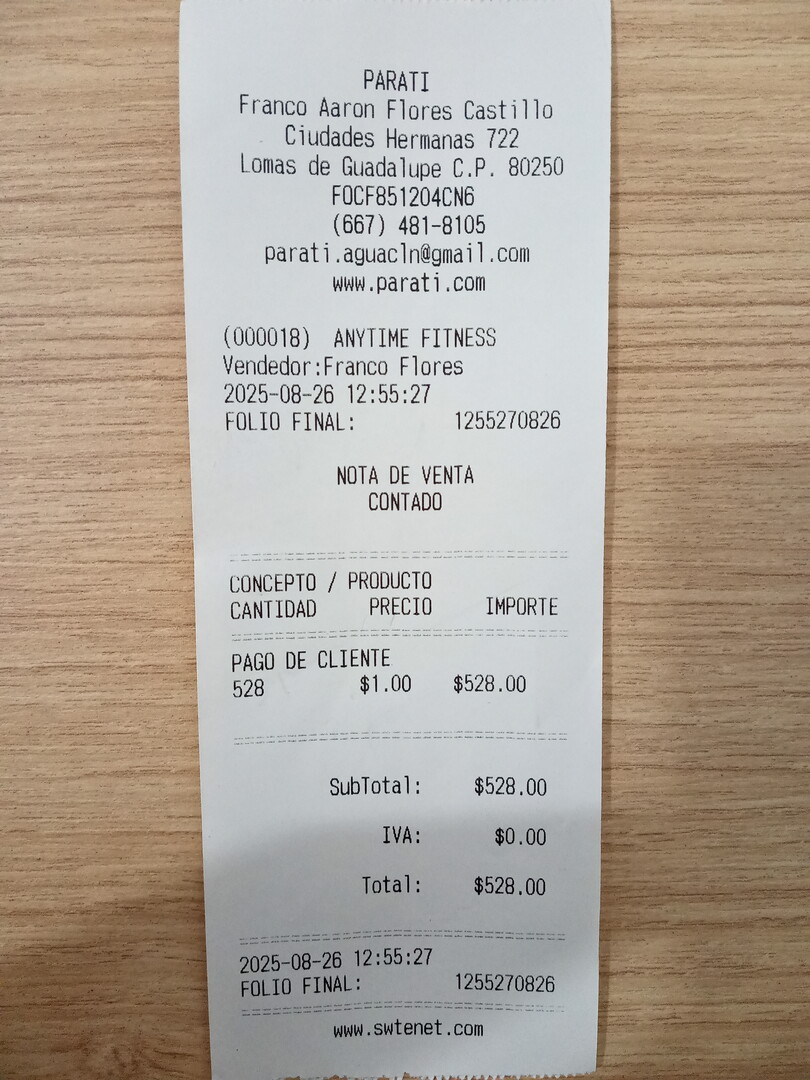 PARATI
Franco Aaron Flores Castillo
Ciudades Hermanas 722
Lomas de Guadalupe C.P. 80250
FOCF851204CN6
(667) 481-8105
parati.aguacln@gmail.com
www.parati.com
(000018) ANYTIME FITNESS
Vendedor:Franco Flores
2025-08-26 12:55:27
FOLIO FINAL: 1255270826
NOTA DE VENTA
CONTADO
CONCEPTO / PRODUCTO
CANTIDAD PRECIO IMPORTE
PAGO DE CLIENTE
528 $1.00 $528.00
SubTotal: $528.00
IVA: $0.00
Total: $528.00
2025-08-26 12:55:27
FOLIO FINAL: 1255270826
www.swtenet.com